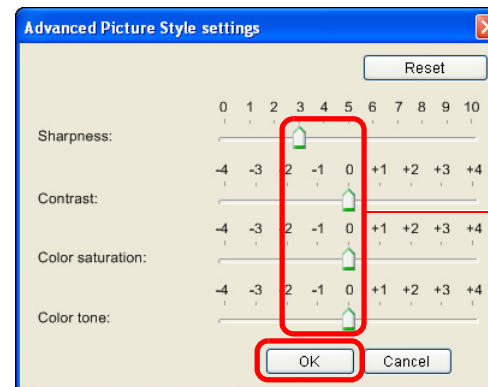 Advanced Picture Style settings
Reset
0 1 2 3 4 5 6 7 8 9 10
Sharpness:
-4 -3 -2 -1 0 +1 +2 +3 +4
Contrast:
-4 -3 -2 -1 0 +1 +2 +3 +4
Color saturation:
-4 -3 -2 -1 0 +1 +2 +3 +4
Color tone:
OK Cancel